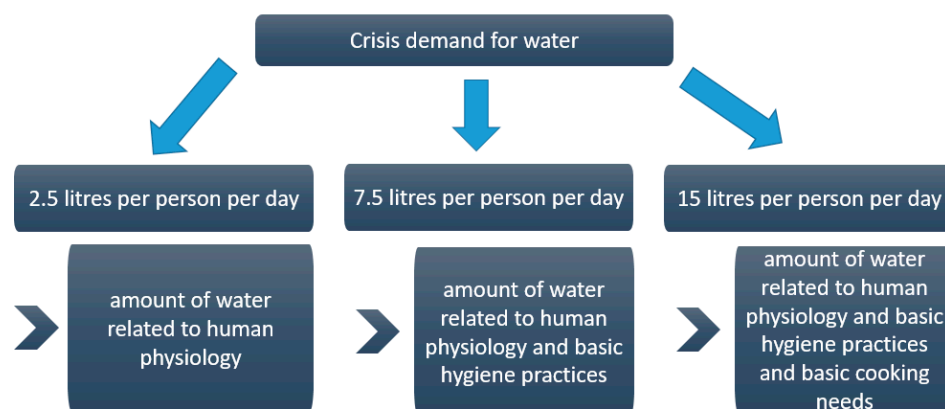 Crisis demand for water
2.5 litres per person per day
7.5 litres per person per day
15 litres per person per day
amount of water
related to human
physiology
amount of water
related to human
physiology and basic
hygiene practices
amount of water
related to human
physiology and basic
hygiene practices
and basic cooking
needs